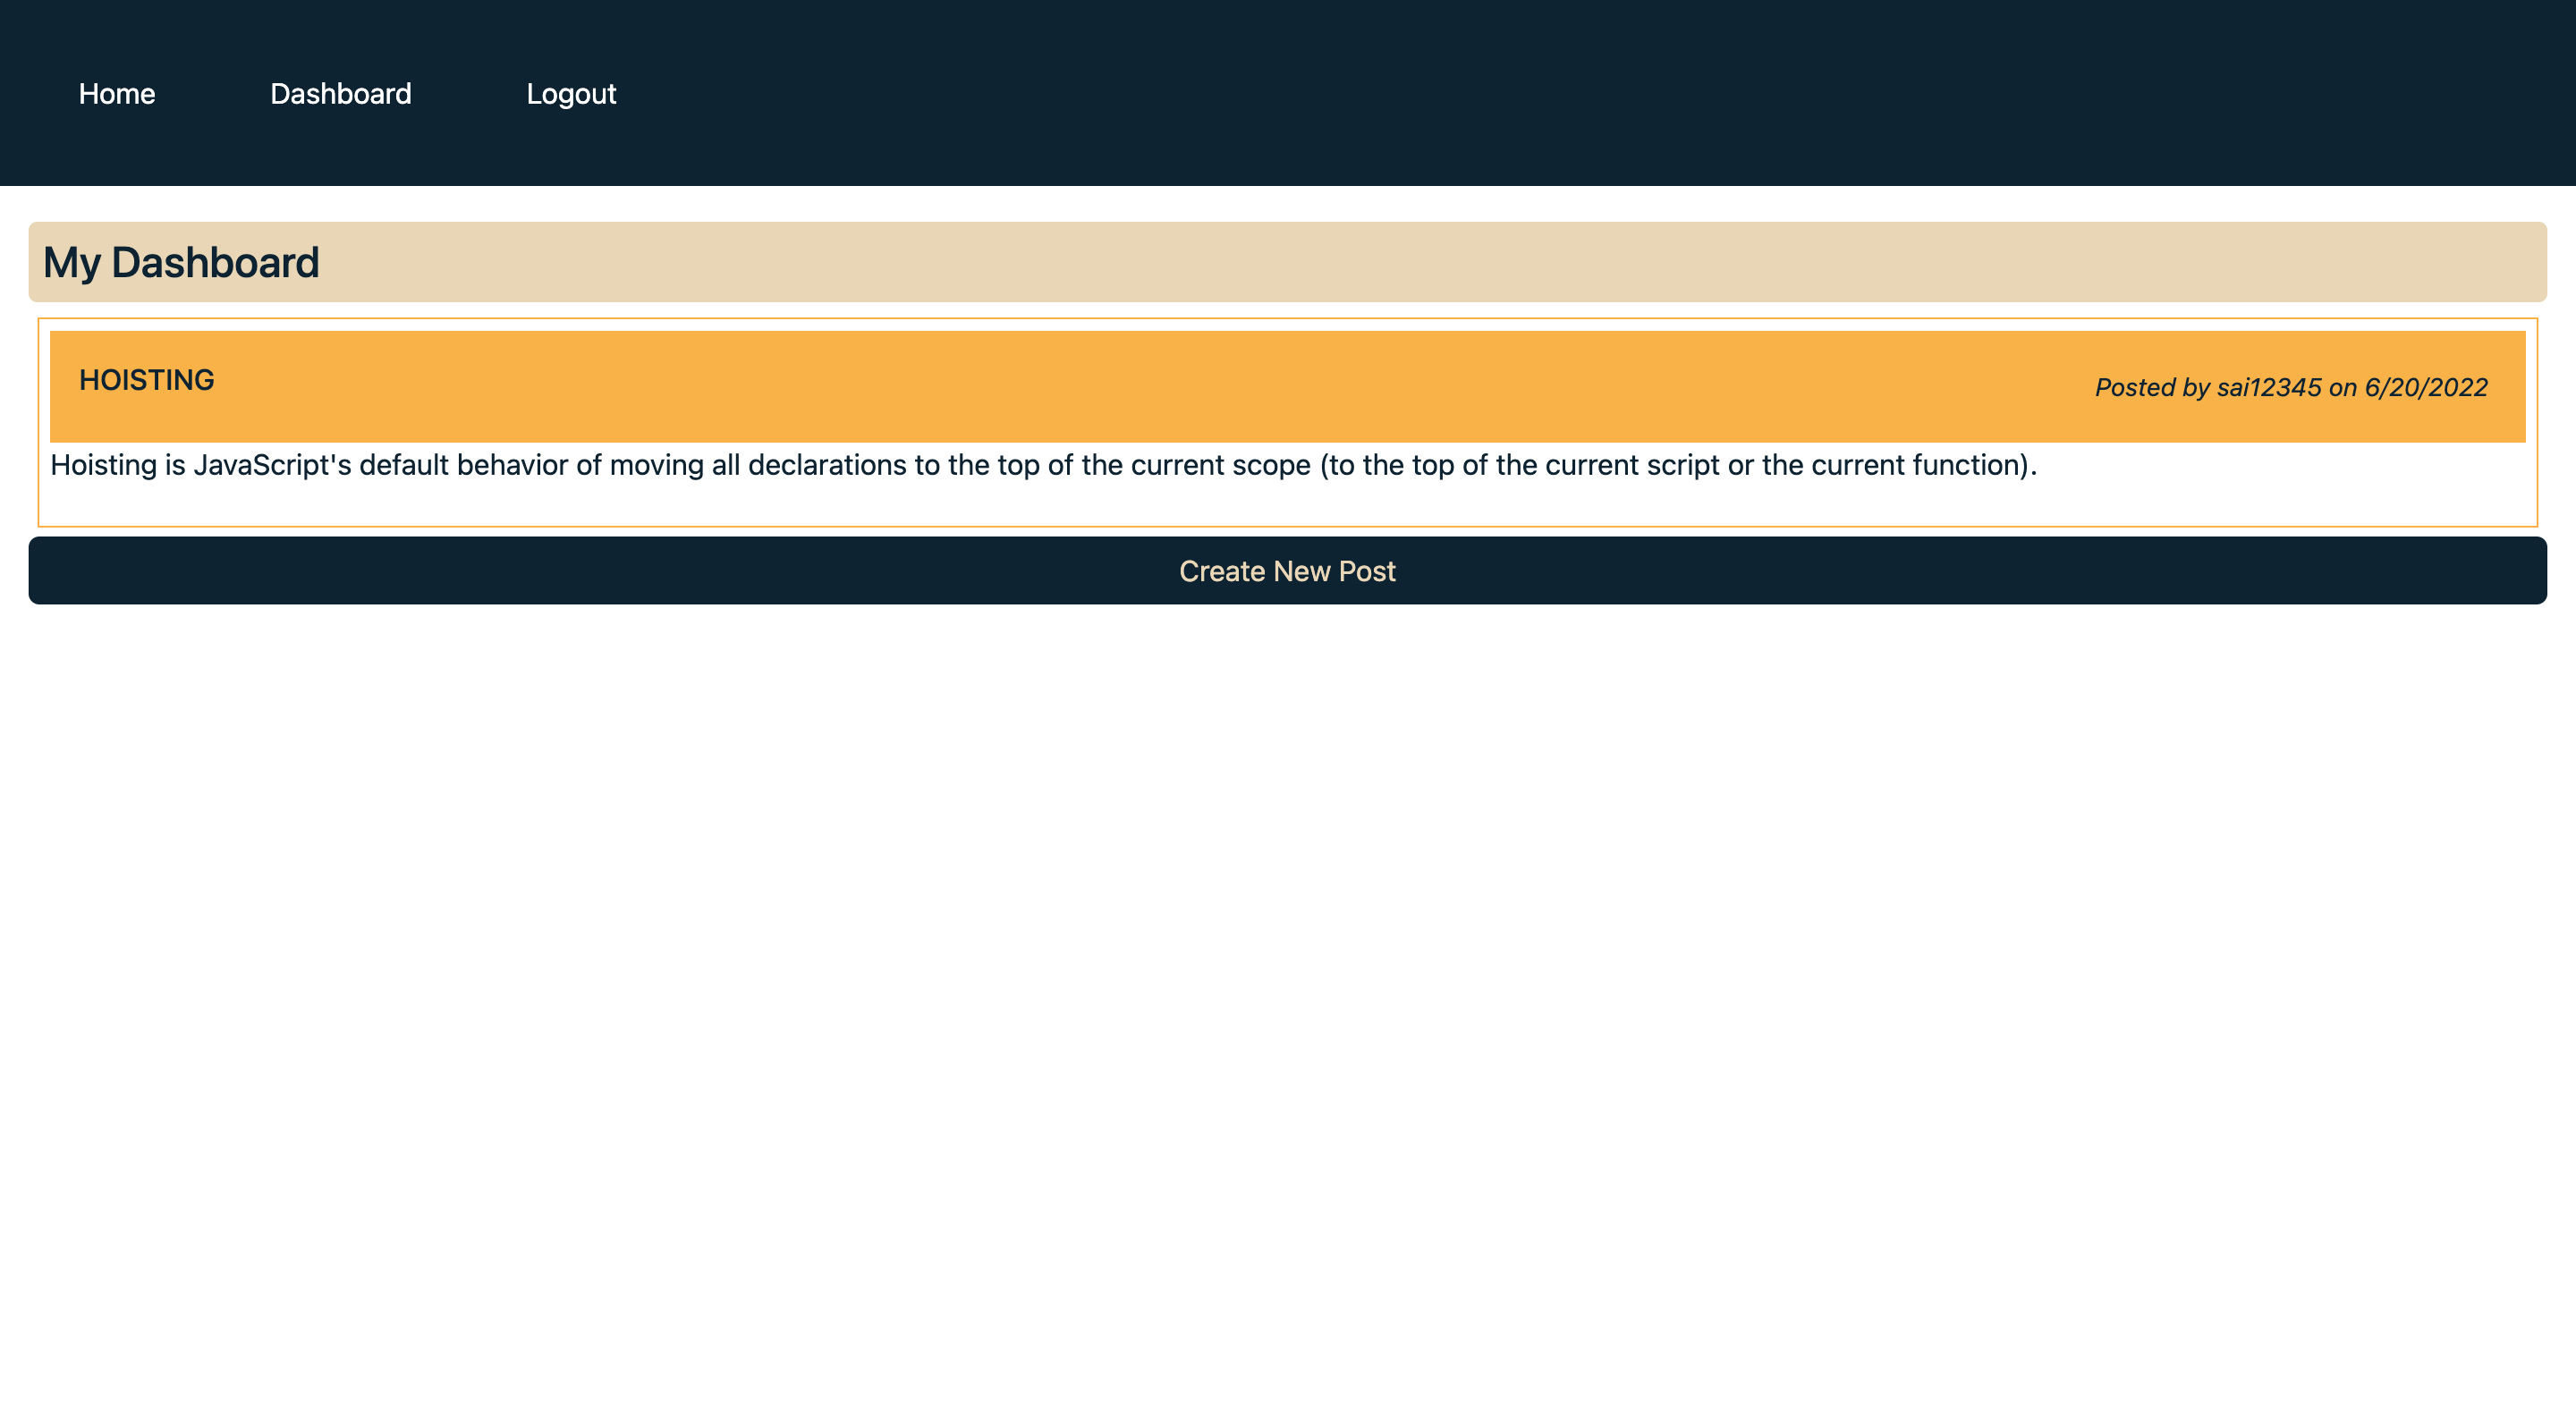 Home Dashboard Logout
My Dashboard
HOISTING Posted by sai12345 on 6/20/2022
Hoisting is JavaScript's default behavior of moving all declarations to the top of the current scope (to the top of the current script or the current function).
Create New Post